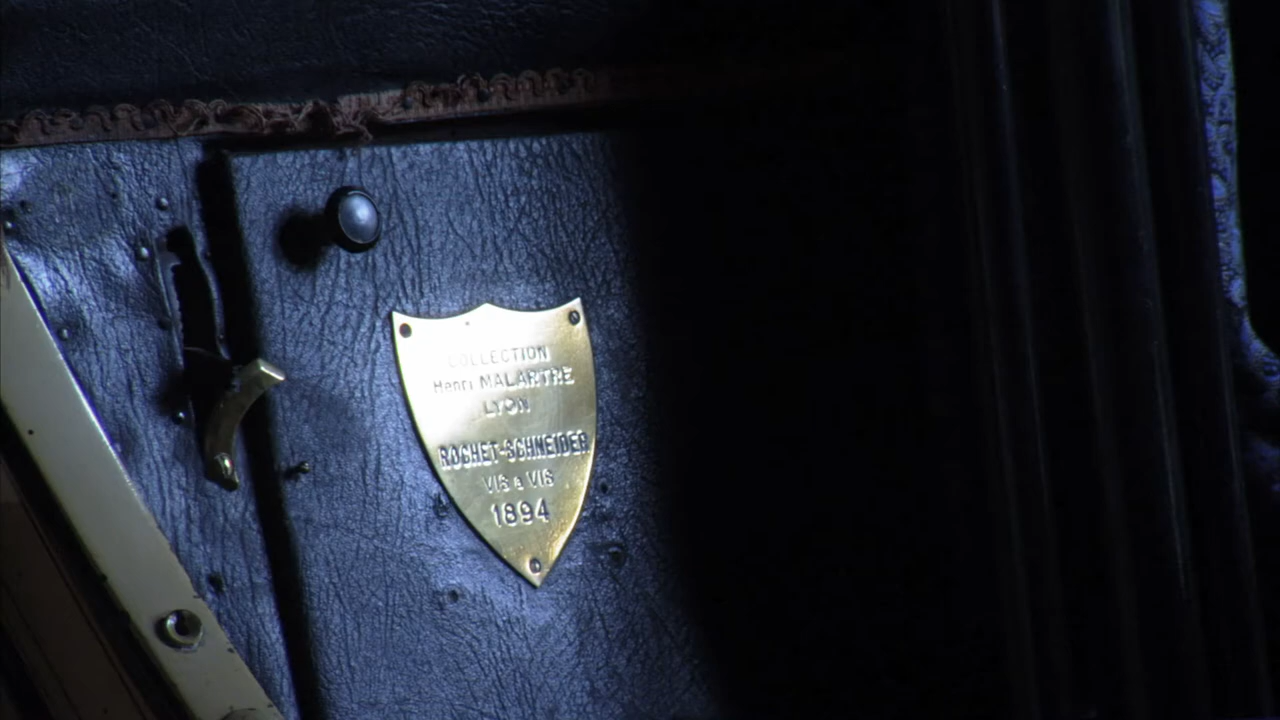 COLLECTION
Henri MALARTRE
LYON
ROCHET-SCHNEIDER
VIS a VIS
1894